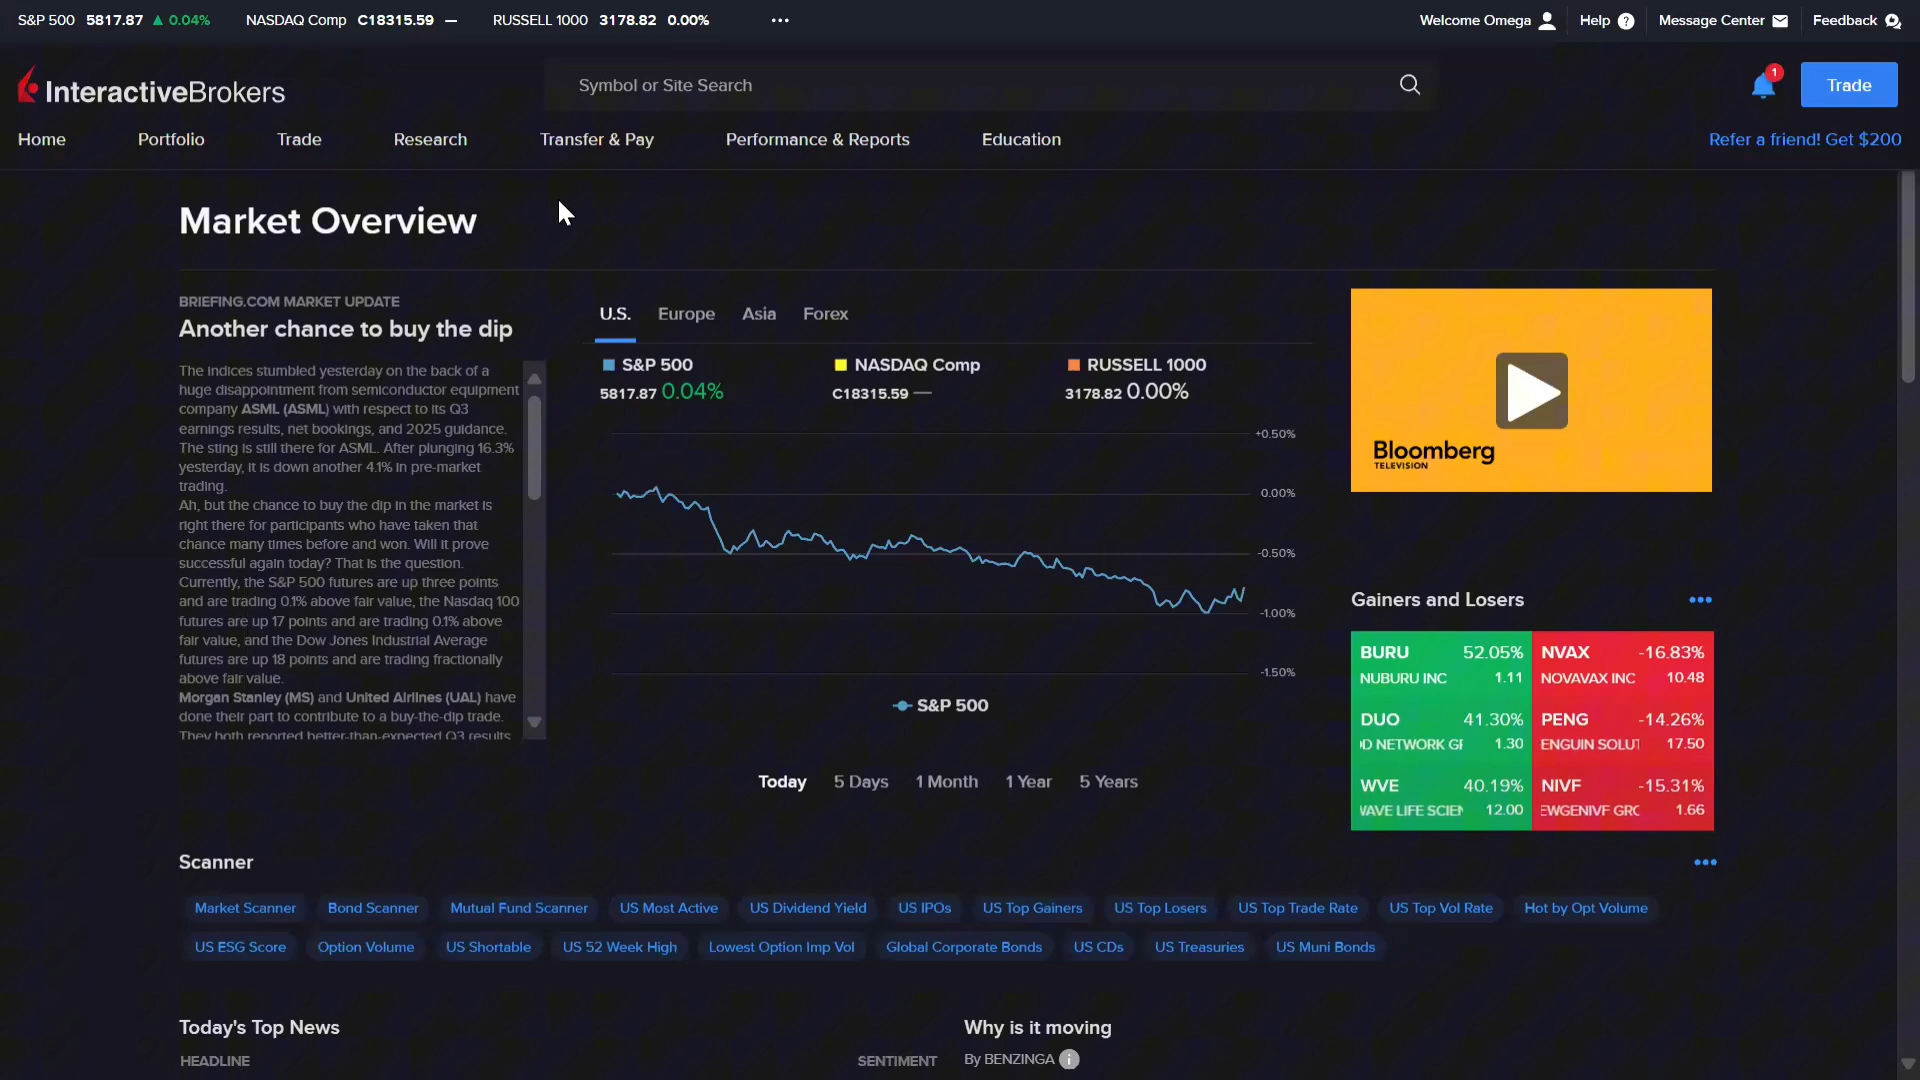 S&P 500 5817.87 ▲ 0.04% NASDAQ Comp C18315.59 — RUSSELL 1000 3178.82 0.00% ••• Welcome Omega Help ? Message Center Feedback
InteractiveBrokers
Symbol or Site Search
1
Trade
Home Portfolio Trade Research Transfer & Pay Performance & Reports Education Refer a friend! Get $200
Market Overview
BRIEFING.COM MARKET UPDATE
Another chance to buy the dip
The indices stumbled yesterday on the back of a
huge disappointment from semiconductor equipment
company ASML (ASML) with respect to its Q3
earnings results, net bookings, and 2025 guidance.
The sting is still there for ASML. After plunging 16.3%
yesterday, it is down another 4.1% in pre-market
trading.
Ah, but the chance to buy the dip in the market is
right there for participants who have taken that
chance many times before and won. Will it prove
successful again today? That is the question.
Currently, the S&P 500 futures are up three points
and are trading 0.1% above fair value, the Nasdaq 100
futures are up 17 points and are trading 0.1% above
fair value, and the Dow Jones Industrial Average
futures are up 18 points and are trading fractionally
above fair value.
Morgan Stanley (MS) and United Airlines (UAL) have
done their part to contribute to a buy-the-dip trade.
They both reported better-than-expected Q3 results
U.S. Europe Asia Forex
S&P 500 NASDAQ Comp RUSSELL 1000
5817.87 0.04% C18315.59 — 3178.82 0.00%
+0.50%
0.00%
-0.50%
-1.00%
-1.50%
S&P 500
Today 5 Days 1 Month 1 Year 5 Years
Bloomberg
TELEVISION
Gainers and Losers •••
BURU 52.05% NVAX -16.83%
NUBURU INC 1.11 NOVAVAX INC 10.48
DUO 41.30% PENG -14.26%
D NETWORK GF 1.30 ENGUIN SOLUT 17.50
WVE 40.19% NIVF -15.31%
WAVE LIFE SCIEN 12.00 EWGENIVF GRC 1.66
Scanner •••
Market Scanner Bond Scanner Mutual Fund Scanner US Most Active US Dividend Yield US IPOs US Top Gainers US Top Losers US Top Trade Rate US Top Vol Rate Hot by Opt Volume
US ESG Score Option Volume US Shortable US 52 Week High Lowest Option Imp Vol Global Corporate Bonds US CDs US Treasuries US Muni Bonds
Today's Top News
HEADLINE SENTIMENT
Why is it moving
By BENZINGA i